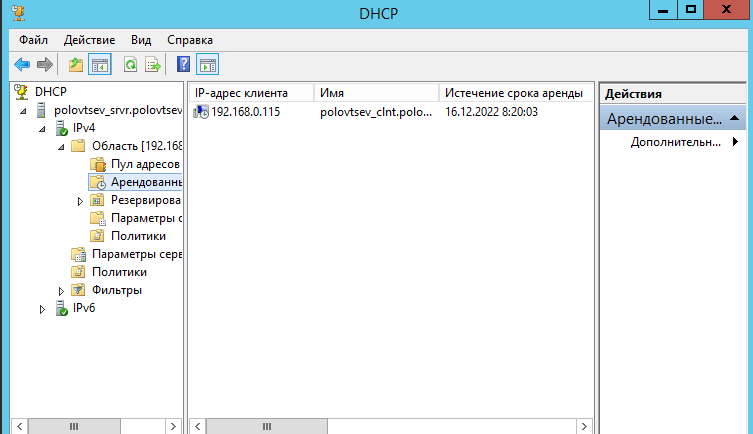 DHCP
Файл Действие Вид Справка
DHCP
polovtsev_srvr.polovtsev
IPv4
Область [192.168
Пул адресов
Арендованны
Резервирова
Параметры с
Политики
Параметры серв
Политики
Фильтры
IPv6
IP-адрес клиента Имя Истечение срока аренды
192.168.0.115 polovtsev_clnt.polo... 16.12.2022 8:20:03
Действия
Арендованные...
Дополнительн...